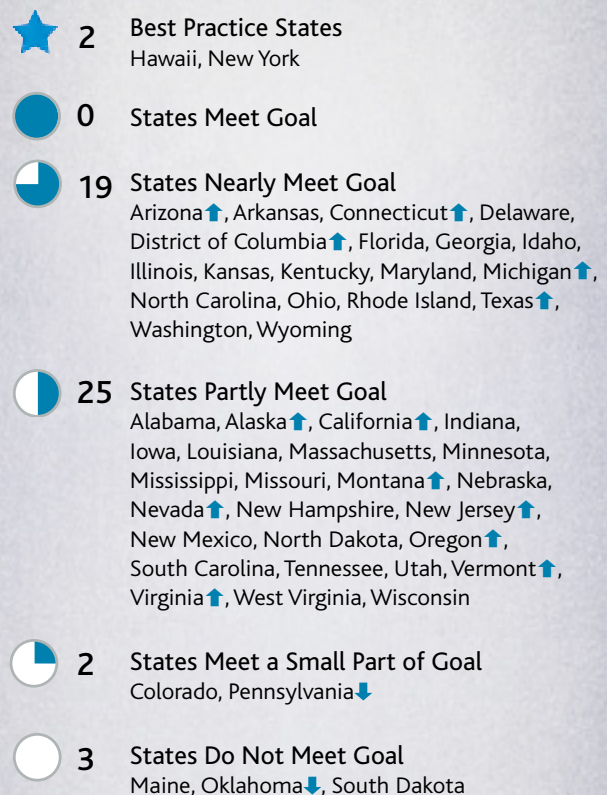 2 Best Practice States
Hawaii, New York
0 States Meet Goal
19 States Nearly Meet Goal
Arizona⬆, Arkansas, Connecticut⬆, Delaware,
District of Columbia⬆, Florida, Georgia, Idaho,
Illinois, Kansas, Kentucky, Maryland, Michigan⬆,
North Carolina, Ohio, Rhode Island, Texas⬆,
Washington, Wyoming
25 States Partly Meet Goal
Alabama, Alaska⬆, California⬆, Indiana,
Iowa, Louisiana, Massachusetts, Minnesota,
Mississippi, Missouri, Montana⬆, Nebraska,
Nevada⬆, New Hampshire, New Jersey⬆,
New Mexico, North Dakota, Oregon⬆,
South Carolina, Tennessee, Utah, Vermont⬆,
Virginia⬆, West Virginia, Wisconsin
2 States Meet a Small Part of Goal
Colorado, Pennsylvania⬇
3 States Do Not Meet Goal
Maine, Oklahoma⬇, South Dakota